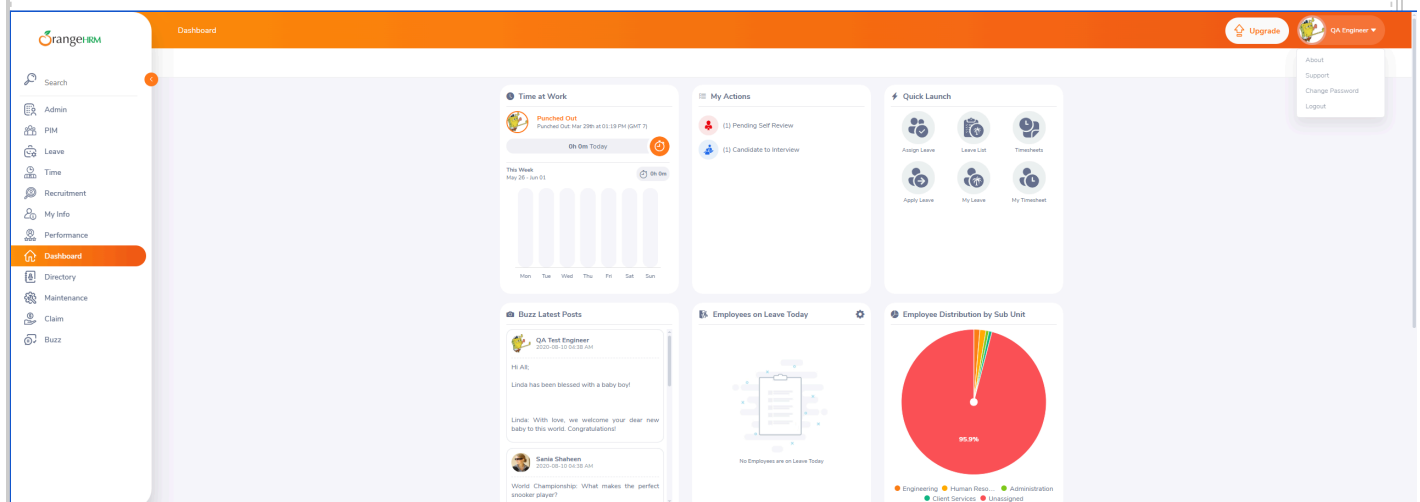 OrangeHRM
Dashboard
Upgrade
QA Engineer
About
Support
Change Password
Logout
Search
Admin
PIM
Leave
Time
Recruitment
My Info
Performance
Dashboard
Directory
Maintenance
Claim
Buzz
Time at Work
Punched Out
Punched Out: Mar 29th at 01:19 PM (GMT 7)
0h 0m Today
This Week
May 26 - Jun 01
0h 0m
Mon Tue Wed Thu Fri Sat Sun
My Actions
(1) Pending Self Review
(1) Candidate to Interview
Quick Launch
Assign Leave Leave List Timesheets
Apply Leave My Leave My Timesheet
Buzz Latest Posts
QA Test Engineer
2020-08-10 04:38 AM
Hi All;
Linda has been blessed with a baby boy!
Linda: With love, we welcome your dear new
baby to this world. Congratulations!
Sania Shaheen
2020-08-10 04:38 AM
World Championship: What makes the perfect
snooker player?
Employees on Leave Today
No Employees are on Leave Today
Employee Distribution by Sub Unit
95.9%
Engineering Human Reso... Administration
Client Services Unassigned